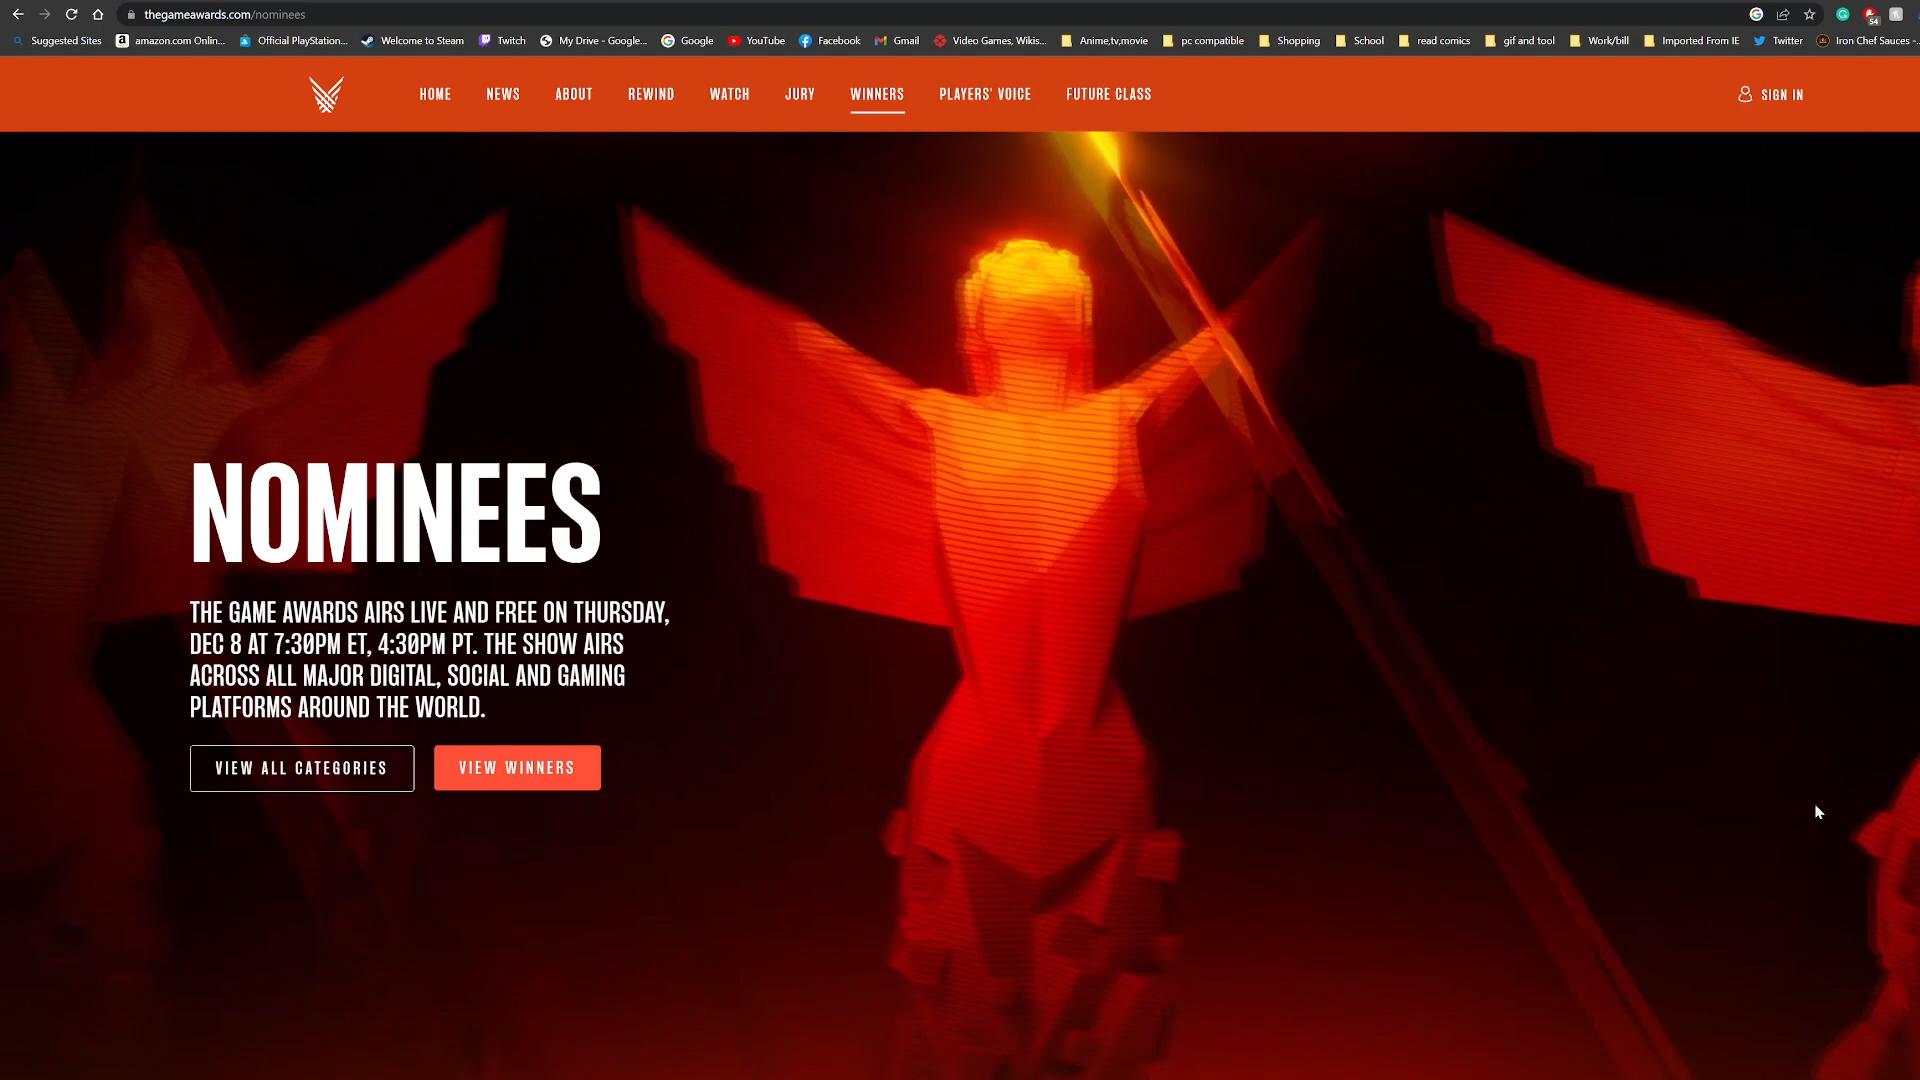 thegameawards.com/nominees
54
Suggested Sites amazon.com Onlin... Official PlayStation... Welcome to Steam Twitch My Drive - Google... Google YouTube Facebook Gmail Video Games, Wikis... Anime,tv,movie pc compatible Shopping School read comics gif and tool Work/bill Imported From IE Twitter Iron Chef Sauces -...
HOME NEWS ABOUT REWIND WATCH JURY WINNERS PLAYERS' VOICE FUTURE CLASS SIGN IN
NOMINEES
THE GAME AWARDS AIRS LIVE AND FREE ON THURSDAY,
DEC 8 AT 7:30PM ET, 4:30PM PT. THE SHOW AIRS
ACROSS ALL MAJOR DIGITAL, SOCIAL AND GAMING
PLATFORMS AROUND THE WORLD.
VIEW ALL CATEGORIES VIEW WINNERS